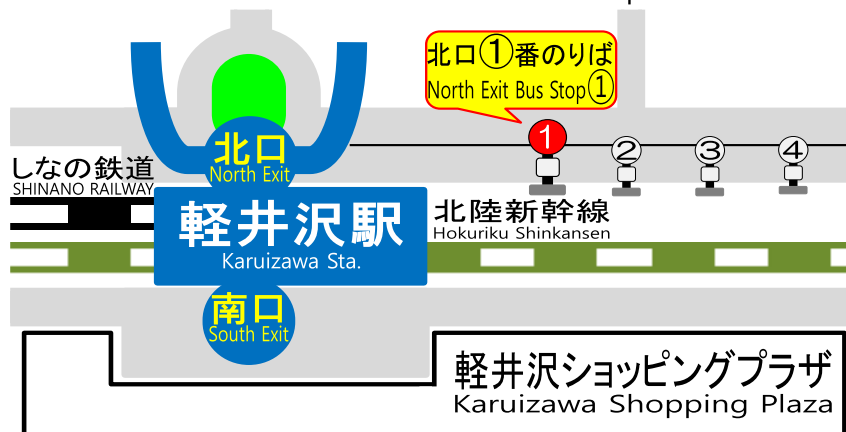 北口①番のりば
North Exit Bus Stop①
1
2
3
4
北口
North Exit
しなの鉄道
SHINANO RAILWAY
軽井沢駅
Karuizawa Sta.
北陸新幹線
Hokuriku Shinkansen
南口
South Exit
軽井沢ショッピングプラザ
Karuizawa Shopping Plaza